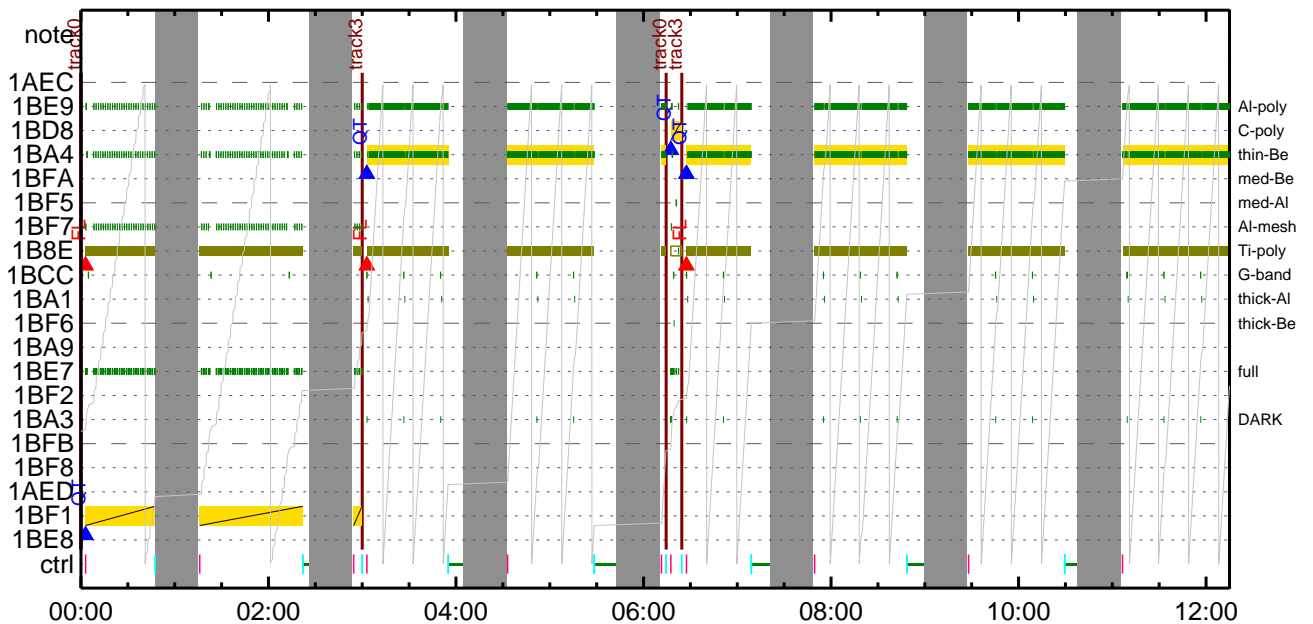 track0
track3
track0
track3
note
1AEC
1BE9 Al-poly
QT
1BD8 C-poly
QT
QT
1BA4 thin-Be
1BFA med-Be
1BF5 med-Al
1BF7 Al-mesh
FL
FL
FL
1B8E Ti-poly
1BCC G-band
1BA1 thick-Al
1BF6 thick-Be
1BA9
1BE7 full
1BF2
1BA3 DARK
1BFB
1BF8
1AED
QT
1BF1
1BE8
ctrl
00:00 02:00 04:00 06:00 08:00 10:00 12:00